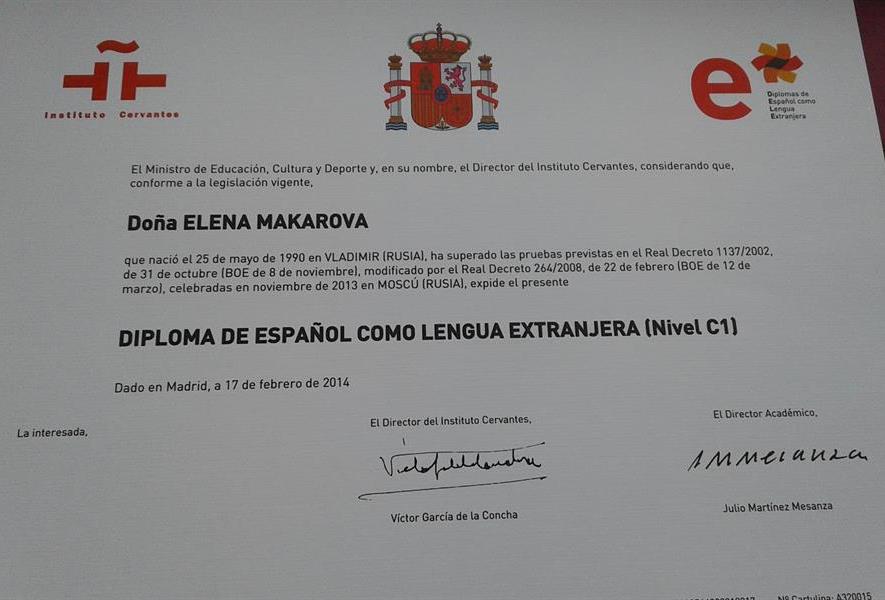 Instituto Cervantes
e
Diplomas de
Español como
Lengua
Extranjera
El Ministro de Educación, Cultura y Deporte y, en su nombre, el Director del Instituto Cervantes, considerando que,
conforme a la legislación vigente,
Doña ELENA MAKAROVA
que nació el 25 de mayo de 1990 en VLADIMIR (RUSIA), ha superado las pruebas previstas en el Real Decreto 1137/2002,
de 31 de octubre (BOE de 8 de noviembre), modificado por el Real Decreto 264/2008, de 22 de febrero (BOE de 12 de
marzo), celebradas en noviembre de 2013 en MOSCÚ (RUSIA), expide el presente
DIPLOMA DE ESPAÑOL COMO LENGUA EXTRANJERA (Nivel C1)
Dado en Madrid, a 17 de febrero de 2014
La interesada,
El Director del Instituto Cervantes,
El Director Académico,
Víctor García de la Concha
Julio Martínez Mesanza
Nº Cartulina: A320015